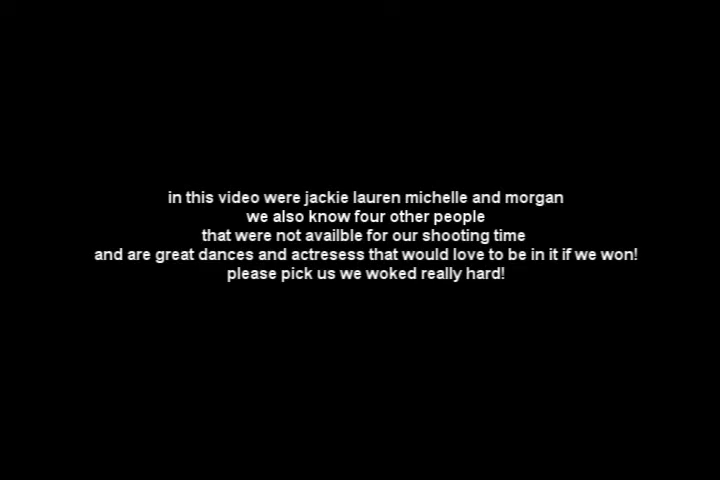 in this video were jackie lauren michelle and morgan
we also know four other people
that were not availble for our shooting time
and are great dances and actresess that would love to be in it if we won!
please pick us we woked really hard!